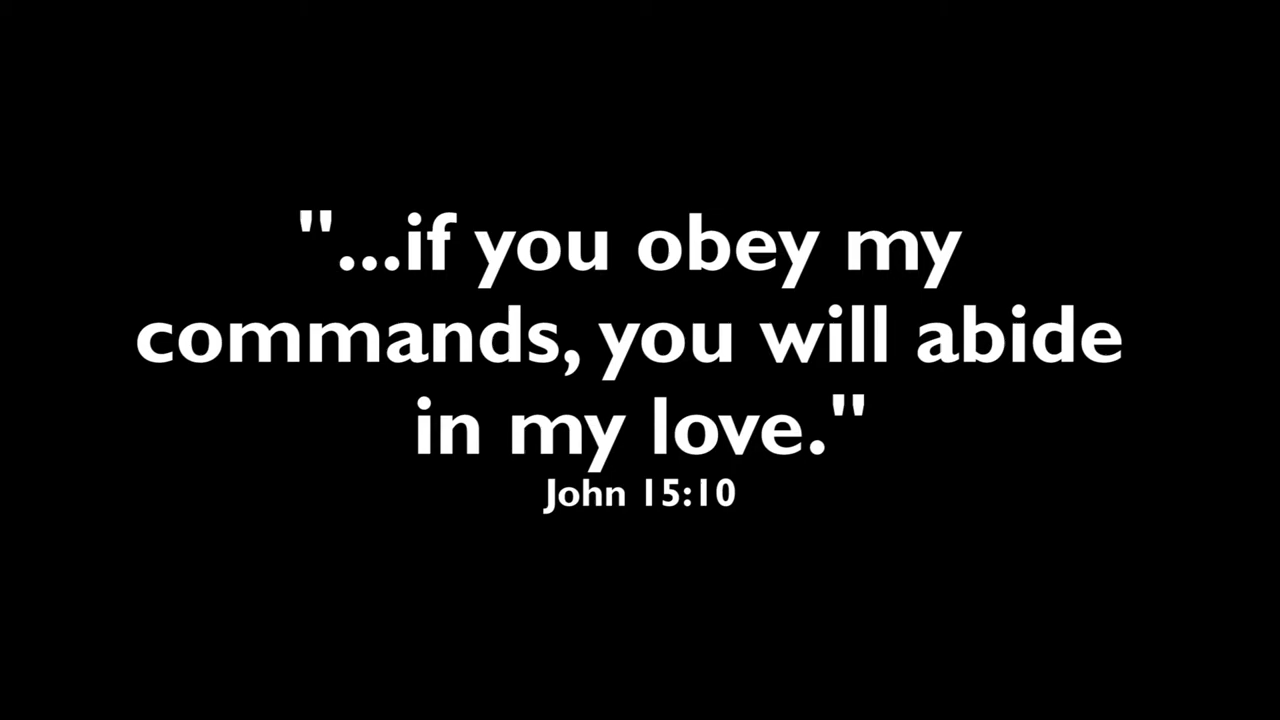 "...if you obey my
commands, you will abide
in my love."
John 15:10